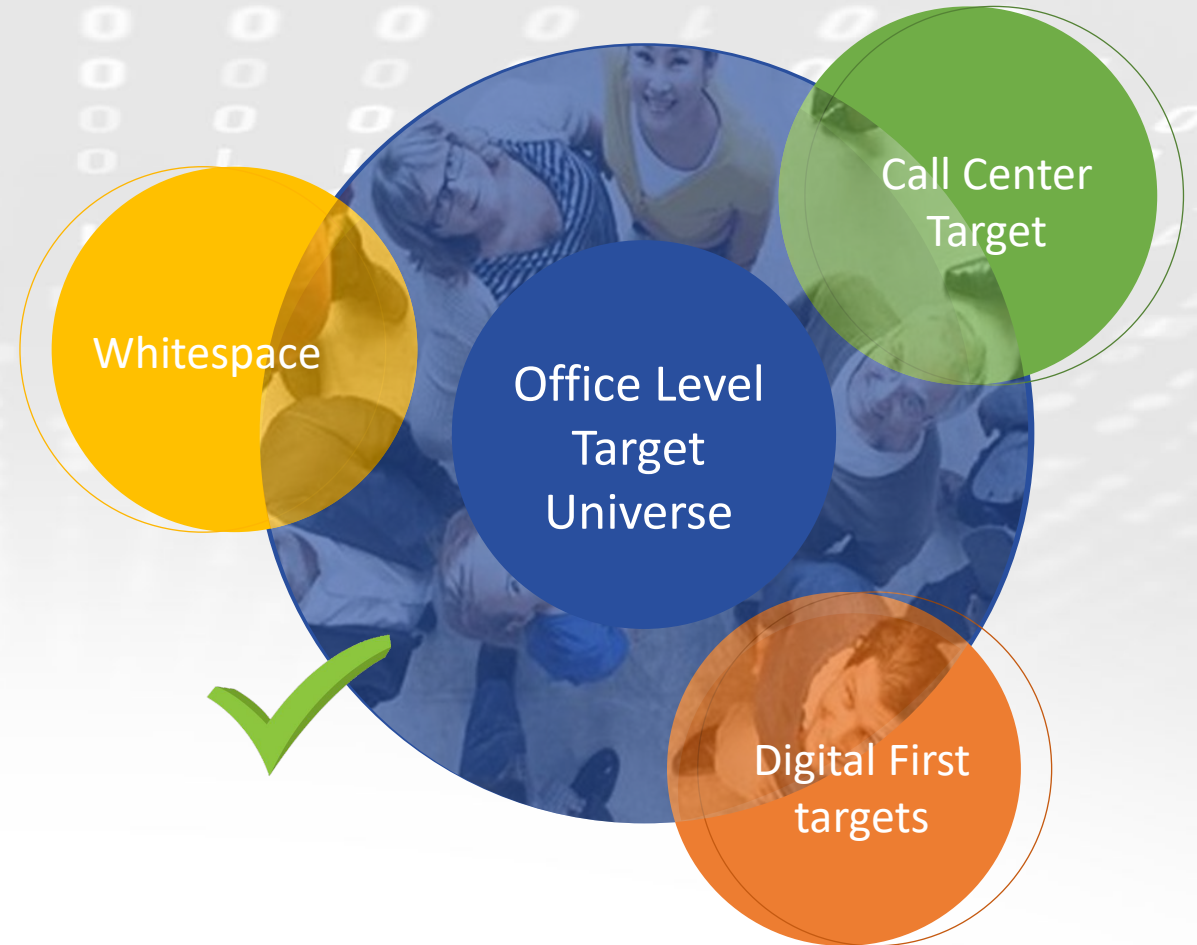 Call Center
Target
Whitespace
Office Level
Target
Universe
Digital First
targets